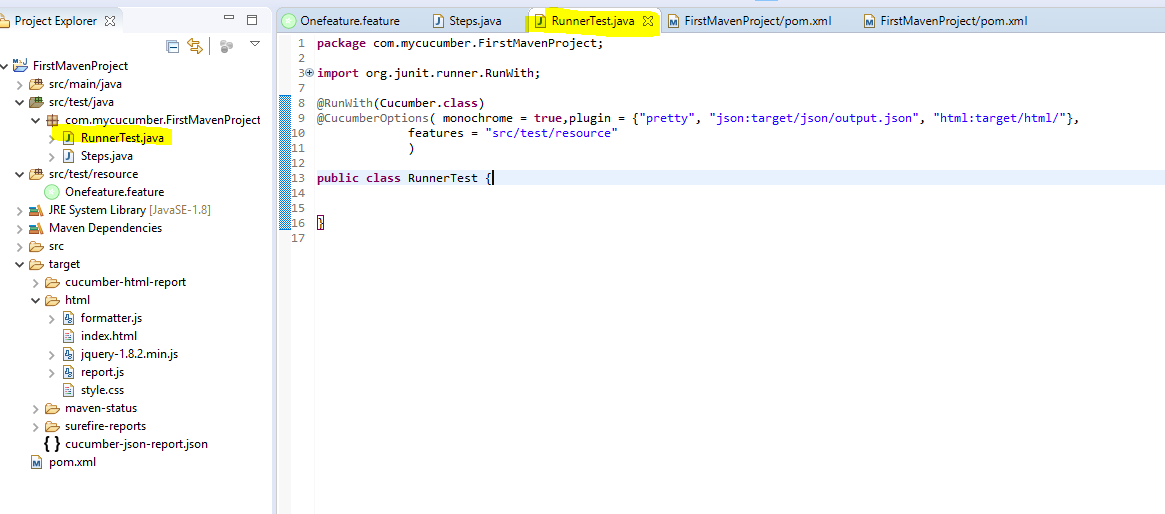 Project Explorer
FirstMavenProject
src/main/java
src/test/java
com.mycucumber.FirstMavenProject
RunnerTest.java
Steps.java
src/test/resource
Onefeature.feature
JRE System Library [JavaSE-1.8]
Maven Dependencies
src
target
cucumber-html-report
html
formatter.js
index.html
jquery-1.8.2.min.js
report.js
style.css
maven-status
surefire-reports
cucumber-json-report.json
pom.xml
Onefeature.feature Steps.java RunnerTest.java FirstMavenProject/pom.xml FirstMavenProject/pom.xml
1 package com.mycucumber.FirstMavenProject;
2
3 import org.junit.runner.RunWith;
7
8 @RunWith(Cucumber.class)
9 @CucumberOptions( monochrome = true,plugin = {"pretty", "json:target/json/output.json", "html:target/html/"},
10 features = "src/test/resource"
11 )
12
13 public class RunnerTest {
14
15
16 }
17